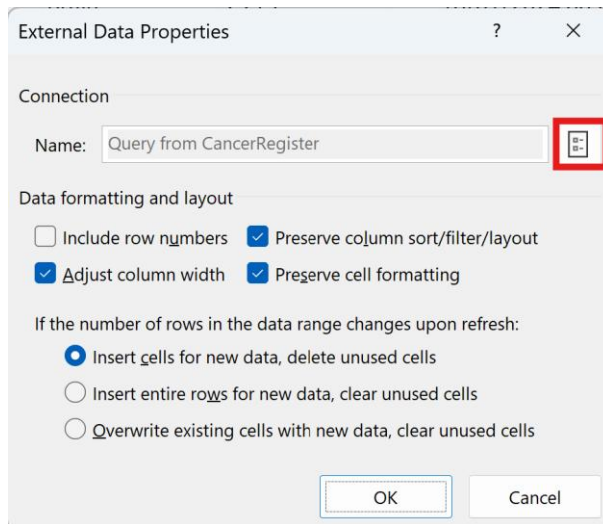 External Data Properties ?
Connection
Name: Query from CancerRegister
Data formatting and layout
Include row numbers Preserve column sort/filter/layout
Adjust column width Preserve cell formatting
If the number of rows in the data range changes upon refresh:
Insert cells for new data, delete unused cells
Insert entire rows for new data, clear unused cells
Overwrite existing cells with new data, clear unused cells
OK Cancel